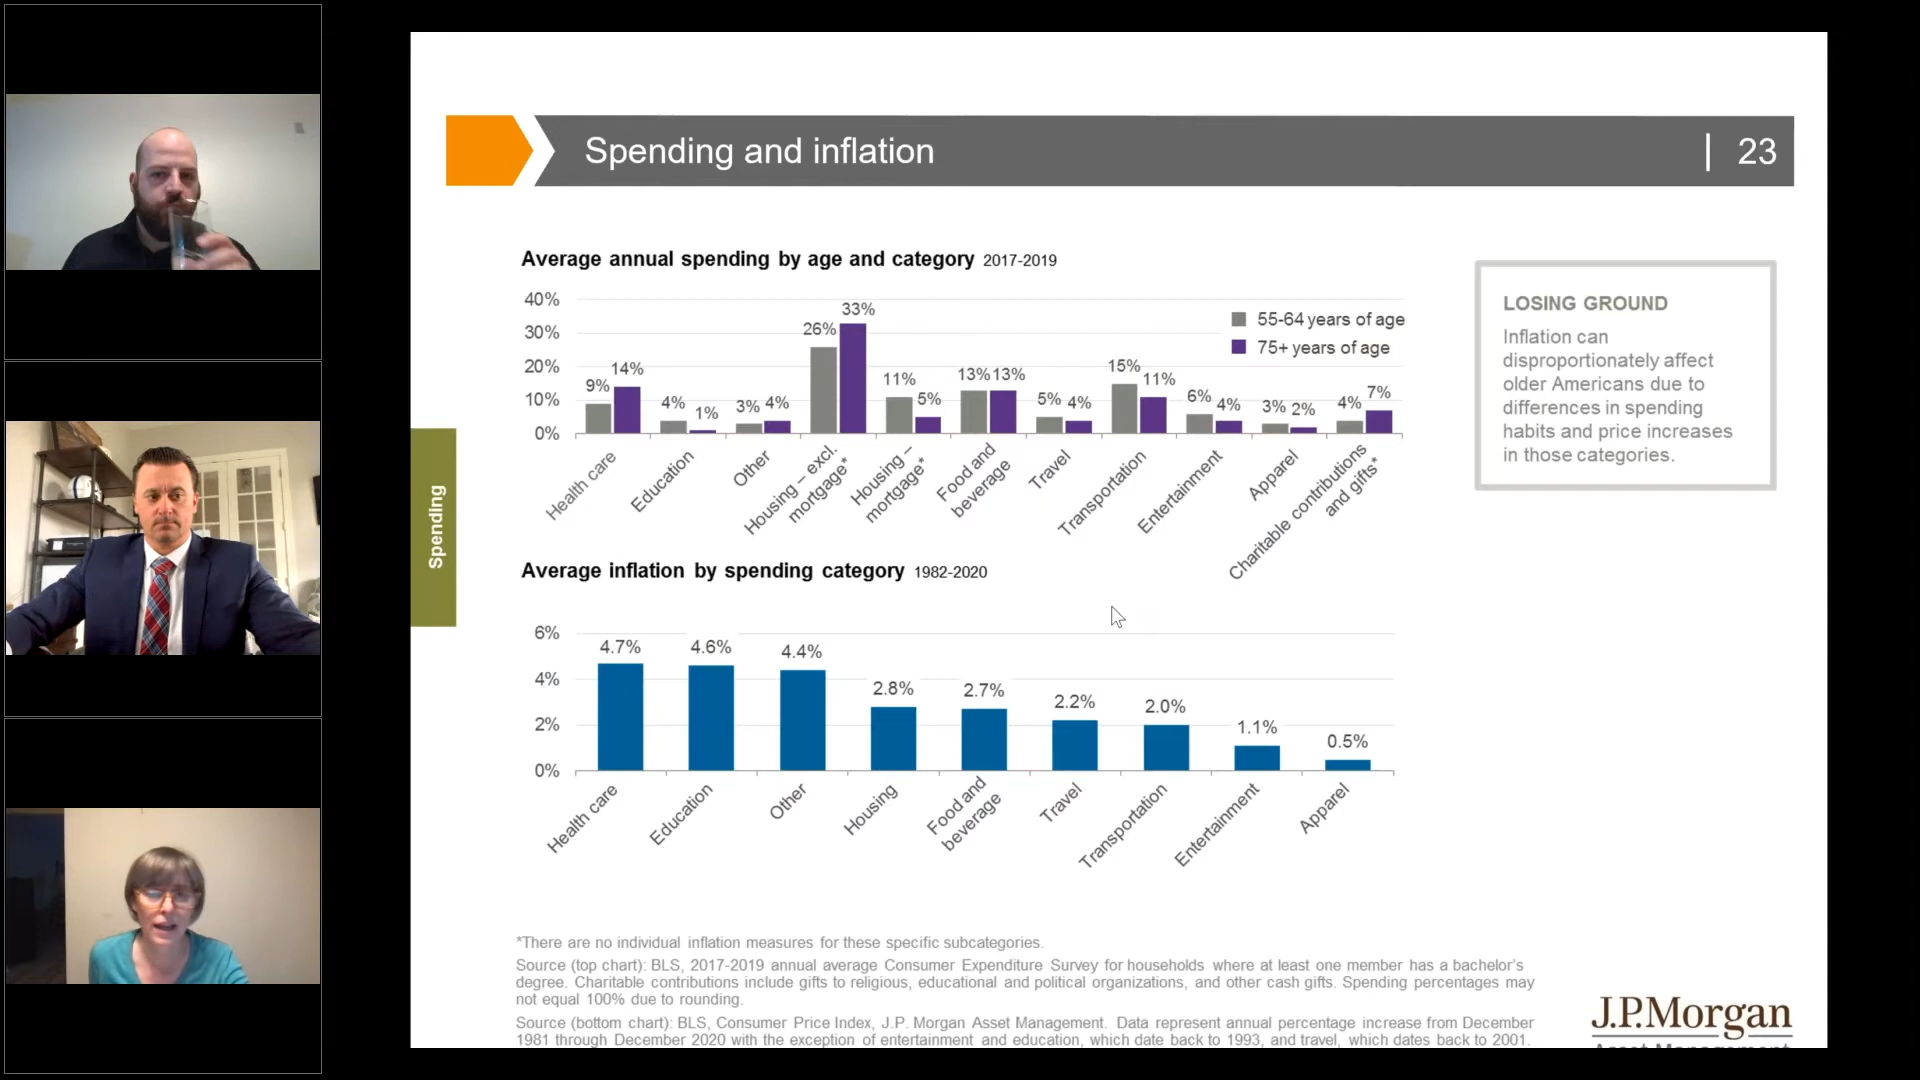 Spending and inflation
| 23
Average annual spending by age and category 2017-2019
40%
30%
20%
10%
0%
55-64 years of age
75+ years of age
9% 14% 4% 1% 3% 4% 26% 33% 11% 5% 13% 13% 5% 4% 15% 11% 6% 4% 3% 2% 4% 7%
Health care
Education
Other
Housing – excl.
mortgage*
Housing –
mortgage*
Food and
beverage
Travel
Transportation
Entertainment
Apparel
Charitable contributions
and gifts*
LOSING GROUND
Inflation can
disproportionately affect
older Americans due to
differences in spending
habits and price increases
in those categories.
Spending
Average inflation by spending category 1982-2020
6%
4%
2%
0%
4.7% 4.6% 4.4% 2.8% 2.7% 2.2% 2.0% 1.1% 0.5%
Health care
Education
Other
Housing
Food and
beverage
Travel
Transportation
Entertainment
Apparel
*There are no individual inflation measures for these specific subcategories.
Source (top chart): BLS, 2017-2019 annual average Consumer Expenditure Survey for households where at least one member has a bachelor's
degree. Charitable contributions include gifts to religious, educational and political organizations, and other cash gifts. Spending percentages may
not equal 100% due to rounding.
Source (bottom chart): BLS, Consumer Price Index, J.P. Morgan Asset Management. Data represent annual percentage increase from December
1981 through December 2020 with the exception of entertainment and education, which date back to 1993, and travel, which dates back to 2001.
J.P.Morgan
Asset Management